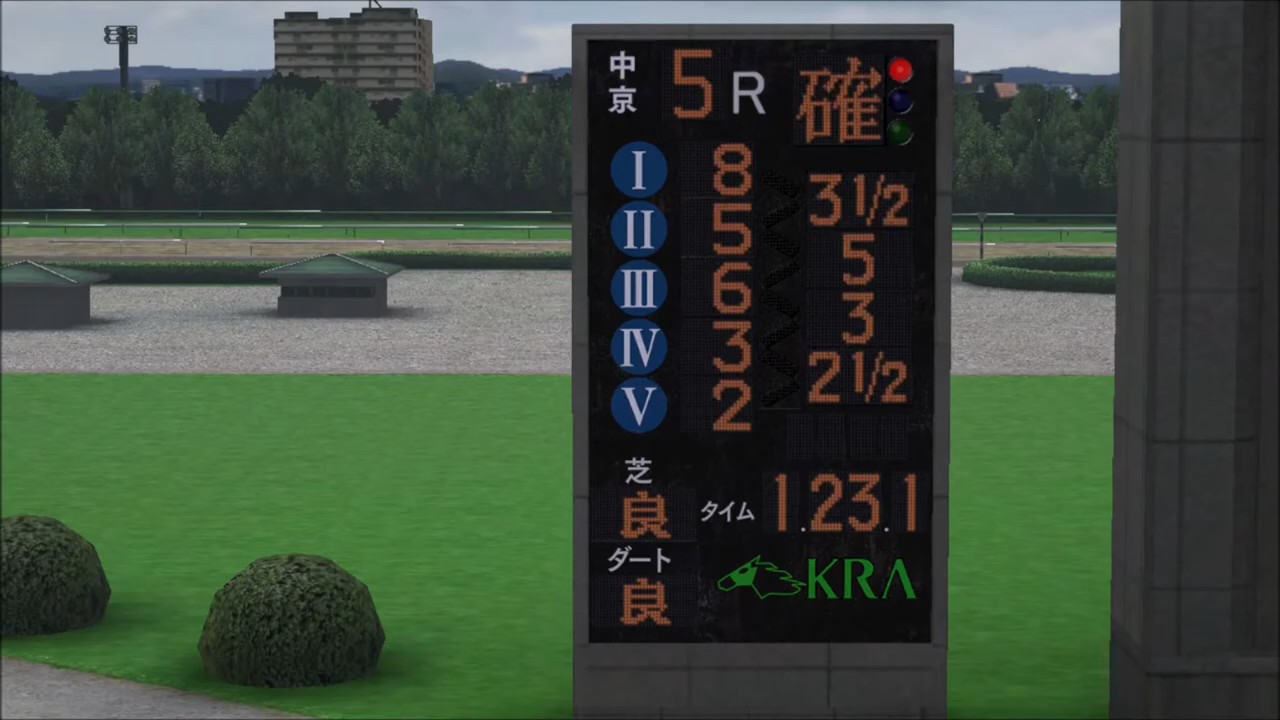 中京 5R 確
I 8
3 1/2
II 5
5
III 6
3
IV 3
2 1/2
V 2
芝
良 タイム 1.23.1
ダート
良 KRA